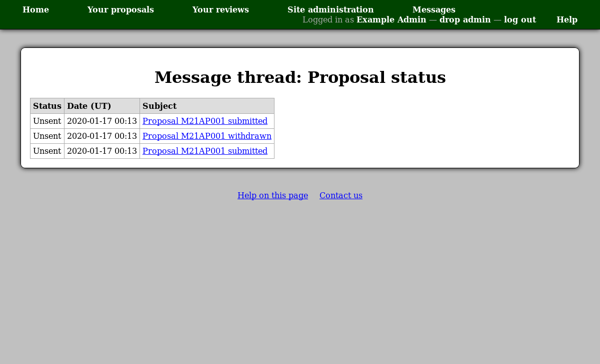 Home Your proposals Your reviews Site administration Messages
Logged in as Example Admin — drop admin — log out Help
Message thread: Proposal status
Status Date (UT) Subject
Unsent 2020-01-17 00:13 Proposal M21AP001 submitted
Unsent 2020-01-17 00:13 Proposal M21AP001 withdrawn
Unsent 2020-01-17 00:13 Proposal M21AP001 submitted
Help on this page Contact us